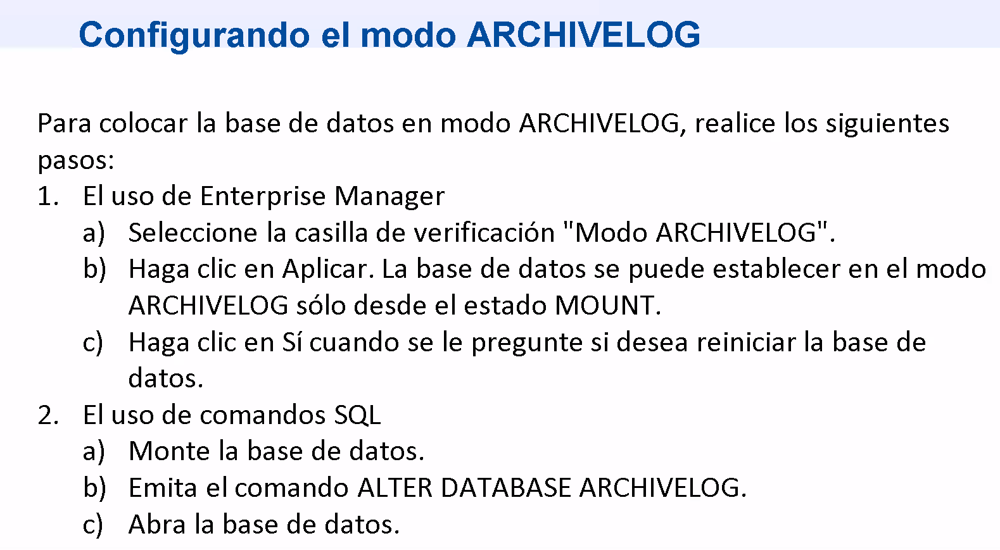 Configurando el modo ARCHIVELOG
Para colocar la base de datos en modo ARCHIVELOG, realice los siguientes
pasos:
1. El uso de Enterprise Manager
a) Seleccione la casilla de verificación "Modo ARCHIVELOG".
b) Haga clic en Aplicar. La base de datos se puede establecer en el modo
ARCHIVELOG sólo desde el estado MOUNT.
c) Haga clic en Sí cuando se le pregunte si desea reiniciar la base de
datos.
2. El uso de comandos SQL
a) Monte la base de datos.
b) Emita el comando ALTER DATABASE ARCHIVELOG.
c) Abra la base de datos.